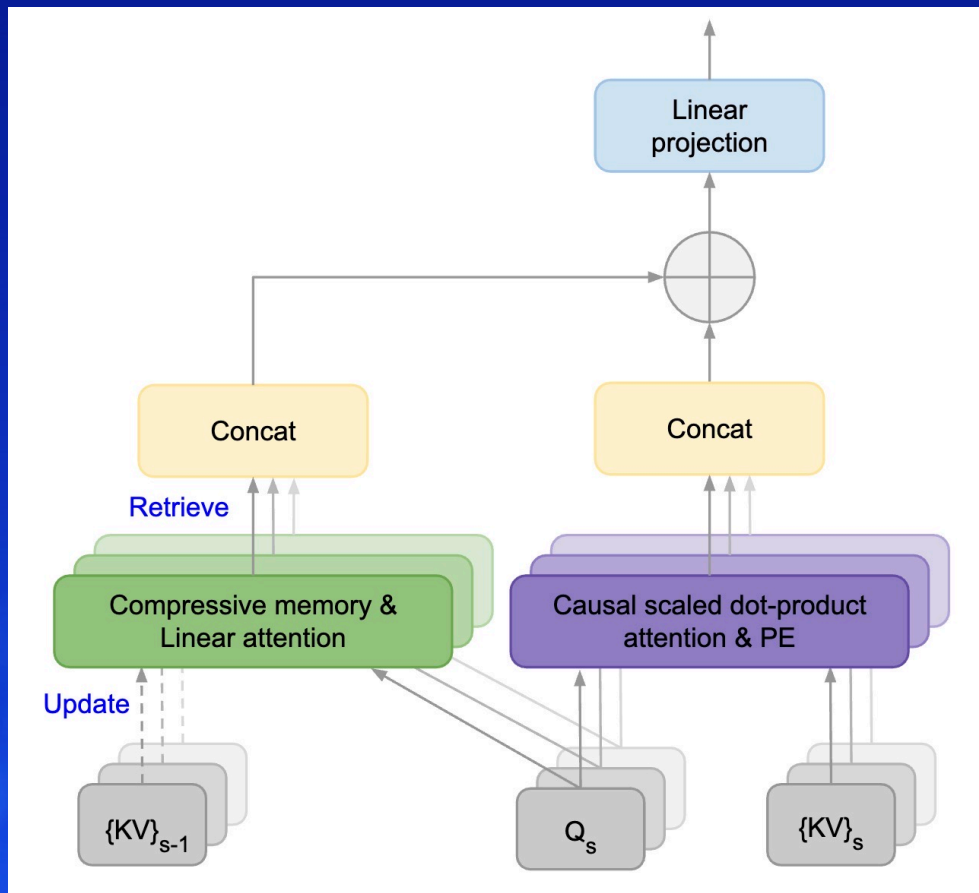 Linear
projection
Concat
Concat
Retrieve
Compressive memory &
Linear attention
Causal scaled dot-product
attention & PE
Update
{KV}s-1
Qs
{KV}s